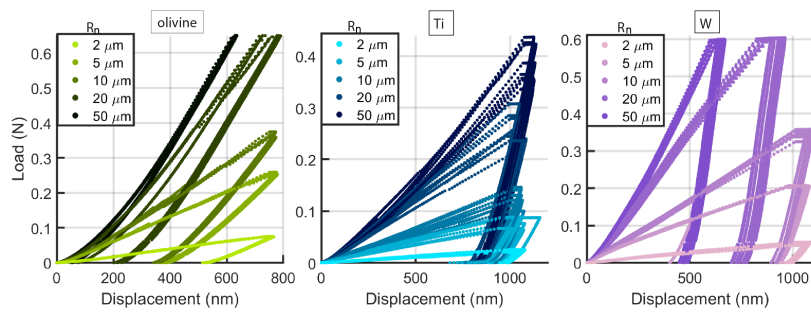 olivine
Rn
2 μm
5 μm
10 μm
20 μm
50 μm
Load (N)
0.6
0.5
0.4
0.3
0.2
0.1
0
0 200 400 600 800
Displacement (nm)
Ti
Rn
2 μm
5 μm
10 μm
20 μm
50 μm
0.4
0.3
0.2
0.1
0
0 500 1000
Displacement (nm)
W
Rn
2 μm
5 μm
10 μm
20 μm
50 μm
0.6
0.5
0.4
0.3
0.2
0.1
0
0 500 1000
Displacement (nm)